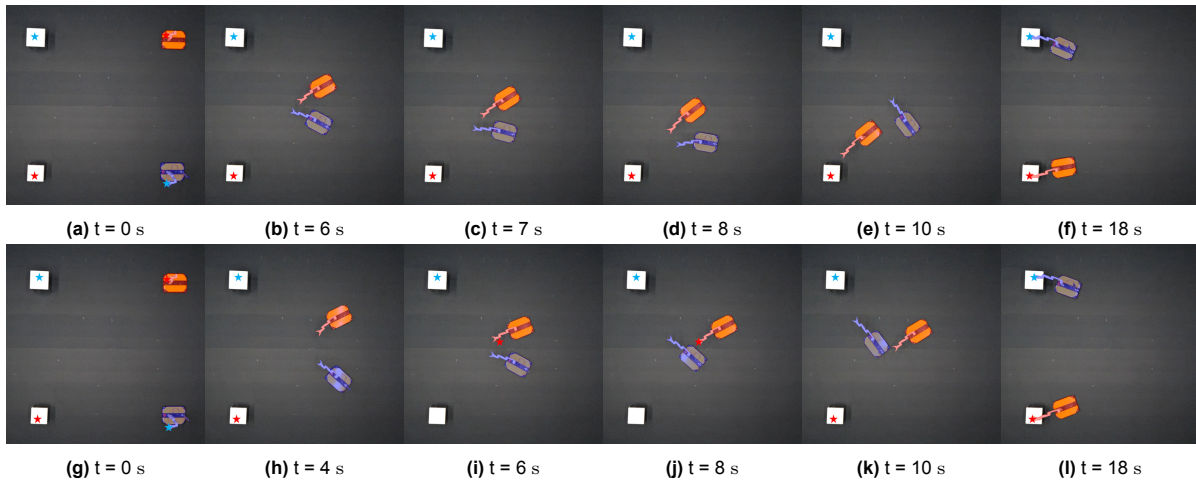 (a) t = 0 s
(b) t = 6 s
(c) t = 7 s
(d) t = 8 s
(e) t = 10 s
(f) t = 18 s
(g) t = 0 s
(h) t = 4 s
(i) t = 6 s
(j) t = 8 s
(k) t = 10 s
(l) t = 18 s